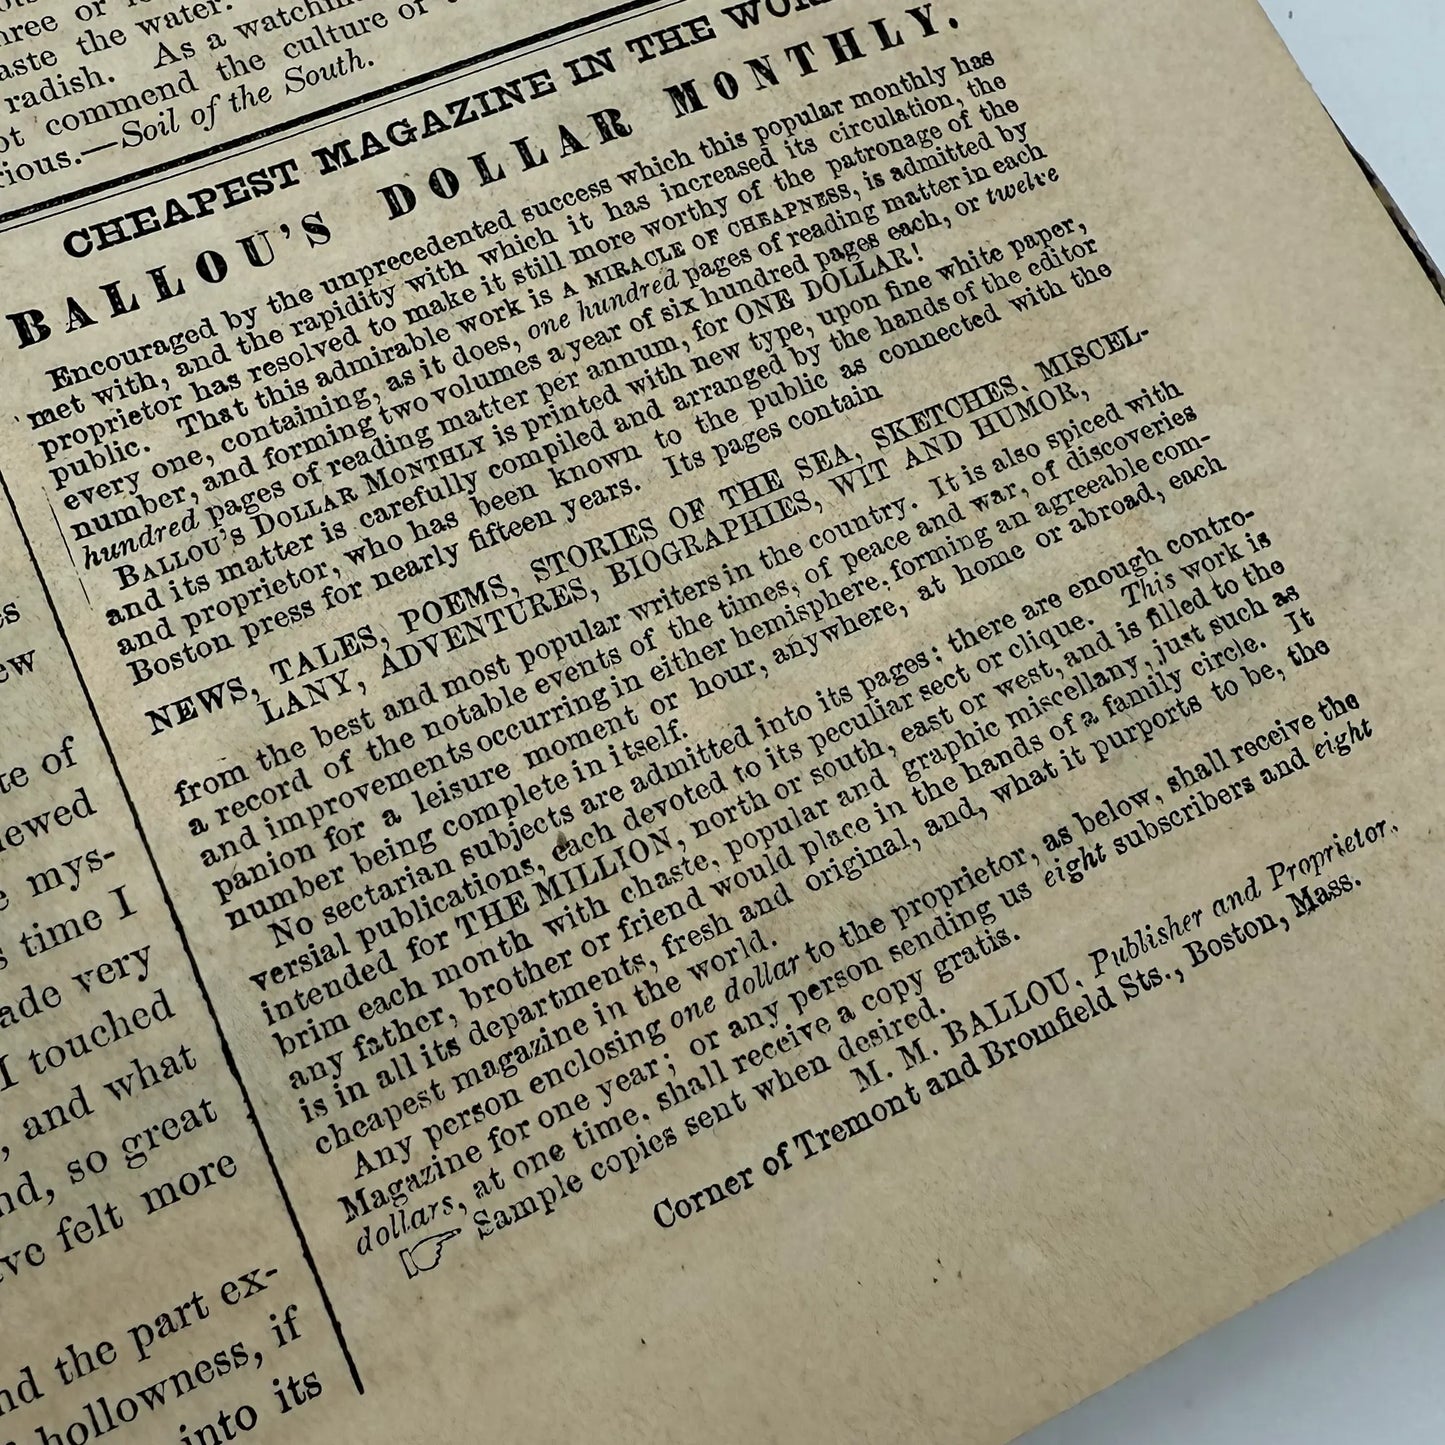 three or
taste the water. As a watchin
radish. commend the culture of
rious.—Soil of the South.
CHEAPEST MAGAZINE IN THE
BALLOU'S DOLLAR MONTHLY.
Encouraged by the unprecedented success which this popular monthly has
met with, and the rapidity with which it has increased its circulation, the
proprietor has resolved to make it still more worthy of the patronage of the
public. That this admirable work is A MIRACLE OF CHEAPNESS, is admitted by
every one, containing, as it does, one hundred pages of reading matter in each
number, and forming two volumes a year of six hundred pages each, or twelve
hundred pages of reading matter per annum, for ONE DOLLAR!
BALLOU'S DOLLAR MONTHLY is printed with new type, upon fine white paper,
and its matter is carefully compiled and arranged by the hands of the editor
and proprietor, who has been known to the public as connected with the
Boston press for nearly fifteen years. Its pages contain
NEWS, TALES, POEMS, STORIES OF THE SEA, SKETCHES, MISCEL-
LANY, ADVENTURES, BIOGRAPHIES, WIT AND HUMOR,
from the best and most popular writers in the country. It is also spiced with
a record of the notable events of the times, of peace and war, of discoveries
and improvements occurring in either hemisphere, forming an agreeable com-
panion for a leisure moment or hour, anywhere, at home or abroad, each
number being complete in itself.
No sectarian subjects are admitted into its pages; there are enough contro-
versial publications, each devoted to its peculiar sect or clique. This work is
intended for THE MILLION, north or south, east or west, and is filled to the
brim each month with chaste, popular and graphic miscellany, just such as
any father, brother or friend would place in the hands of a family circle. It
is in all its departments, fresh and original, and, what it purports to be, the
cheapest magazine in the world.
Any person enclosing one dollar to the proprietor, as below, shall receive the
Magazine for one year; or any person sending us eight subscribers and eight
dollars, at one time, shall receive a copy gratis.
☞ Sample copies sent when desired.
M. M. BALLOU, Publisher and Proprietor,
Corner of Tremont and Bromfield Sts., Boston, Mass.
te of
iewed
e mys-
s time I
ade very
I touched
, and what
nd, so great
ve felt more
nd the part ex-
hollowness, if
into its